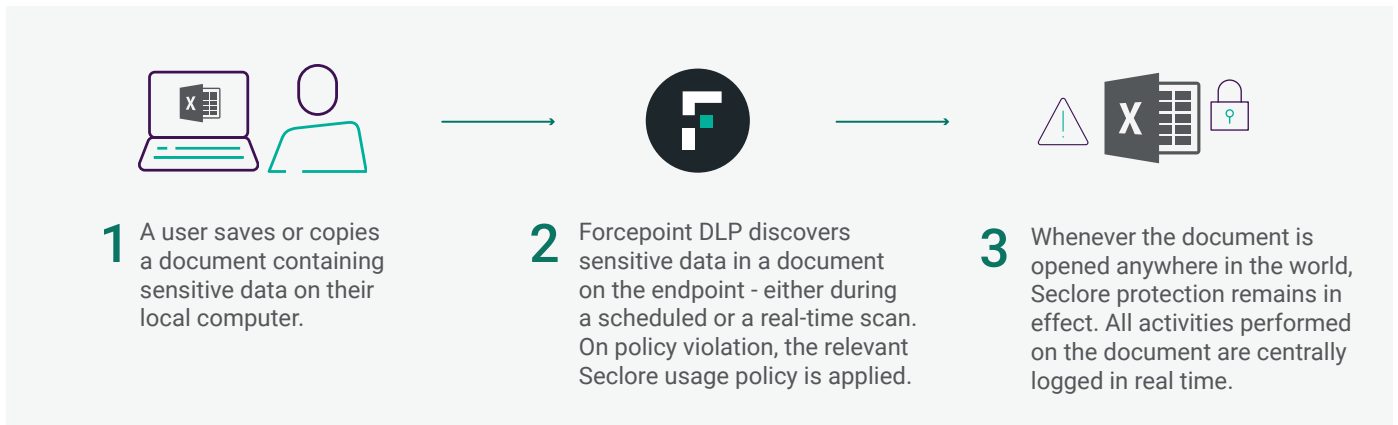 1 A user saves or copies
a document containing
sensitive data on their
local computer.
2 Forcepoint DLP discovers
sensitive data in a document
on the endpoint - either during
a scheduled or a real-time scan.
On policy violation, the relevant
Seclore usage policy is applied.
3 Whenever the document is
opened anywhere in the world,
Seclore protection remains in
effect. All activities performed
on the document are centrally
logged in real time.